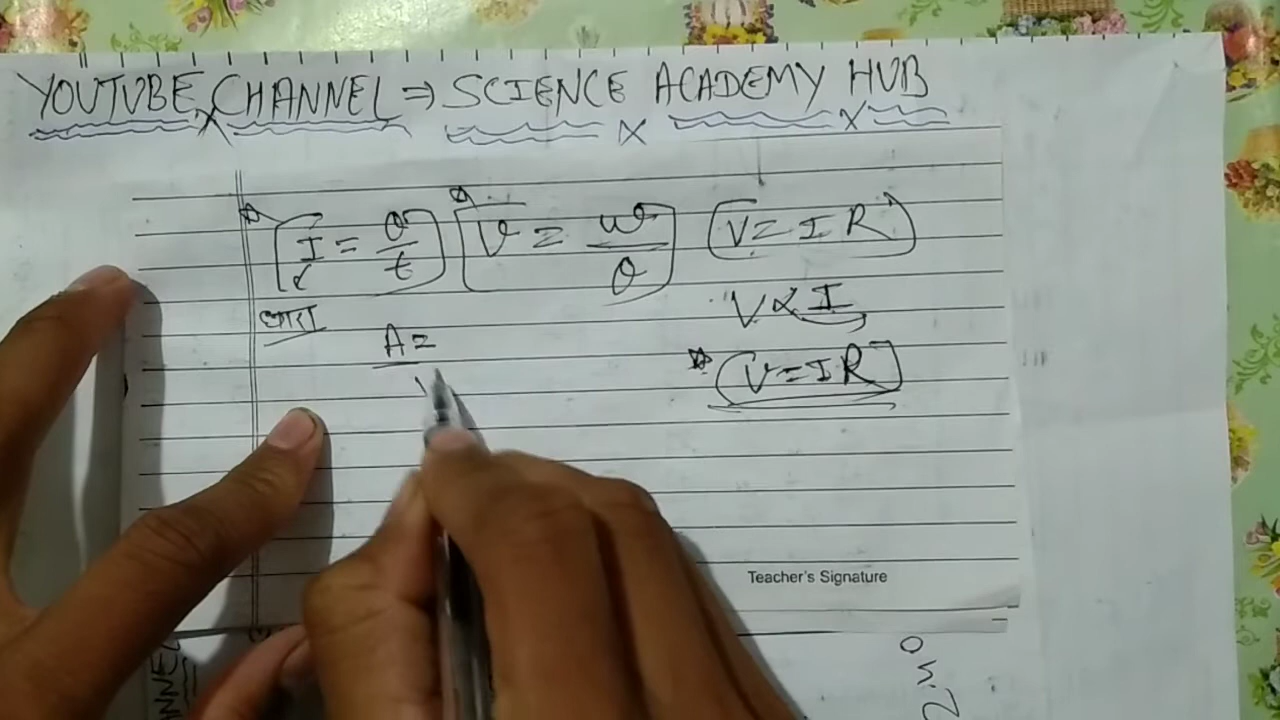 YOUTUBE CHANNEL ⇒ SCIENCE ACADEMY HUB
I = Q/t V = W/Q V = IR
धारा
V ∝ I
A =
V = IR
Teacher's Signature